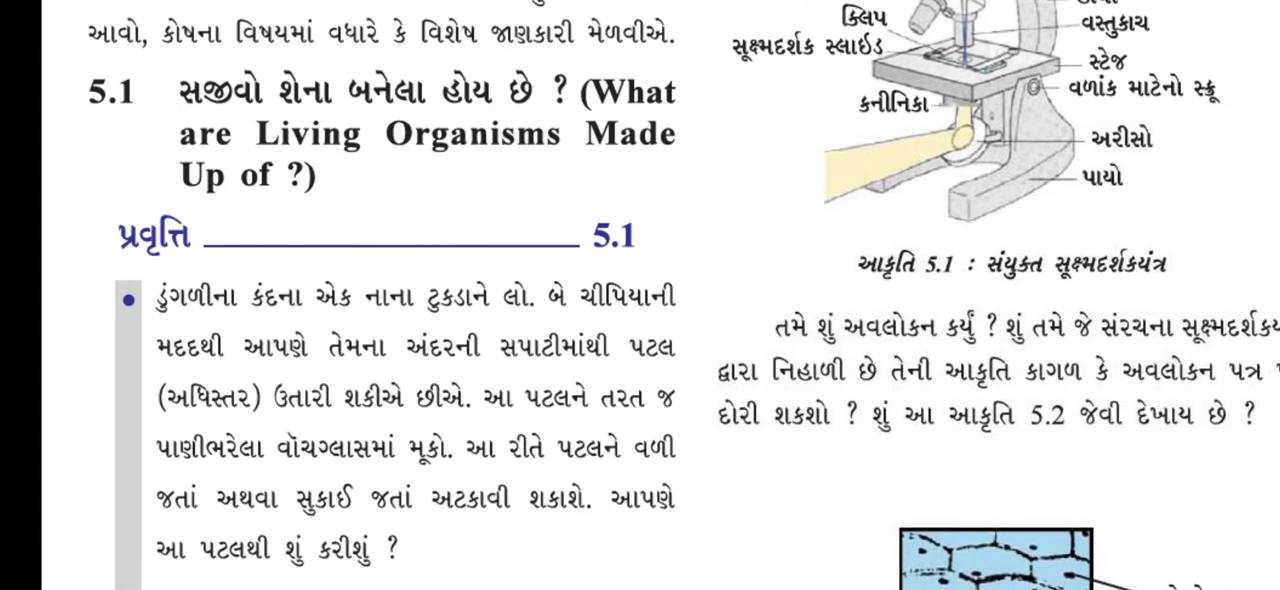 આવો, કોષના વિષયમાં વધારે કે વિશેષ જાણકારી મેળવીએ.
5.1 સજીવો શેના બનેલા હોય છે ? (What
are Living Organisms Made
Up of ?)
પ્રવૃત્તિ 5.1
• ડુંગળીના કંદના એક નાના ટુકડાને લો. બે ચીપિયાની
મદદથી આપણે તેમના અંદરની સપાટીમાંથી પટલ
(અધિસ્તર) ઉતારી શકીએ છીએ. આ પટલને તરત જ
પાણીભરેલા વૉચગ્લાસમાં મૂકો. આ રીતે પટલને વળી
જતાં અથવા સુકાઈ જતાં અટકાવી શકાશે. આપણે
આ પટલથી શું કરીશું ?
ક્લિપ
વસ્તુકાચ
સૂક્ષ્મદર્શક સ્લાઇડ
સ્ટેજ
વળાંક માટેનો સ્ક્રૂ
કનીનિકા
અરીસો
પાયો
આકૃતિ 5.1 : સંયુક્ત સૂક્ષ્મદર્શકયંત્ર
તમે શું અવલોકન કર્યું ? શું તમે જે સંરચના સૂક્ષ્મદર્શકય
દ્વારા નિહાળી છે તેની આકૃતિ કાગળ કે અવલોકન પત્ર
દોરી શકશો ? શું આ આકૃતિ 5.2 જેવી દેખાય છે ?